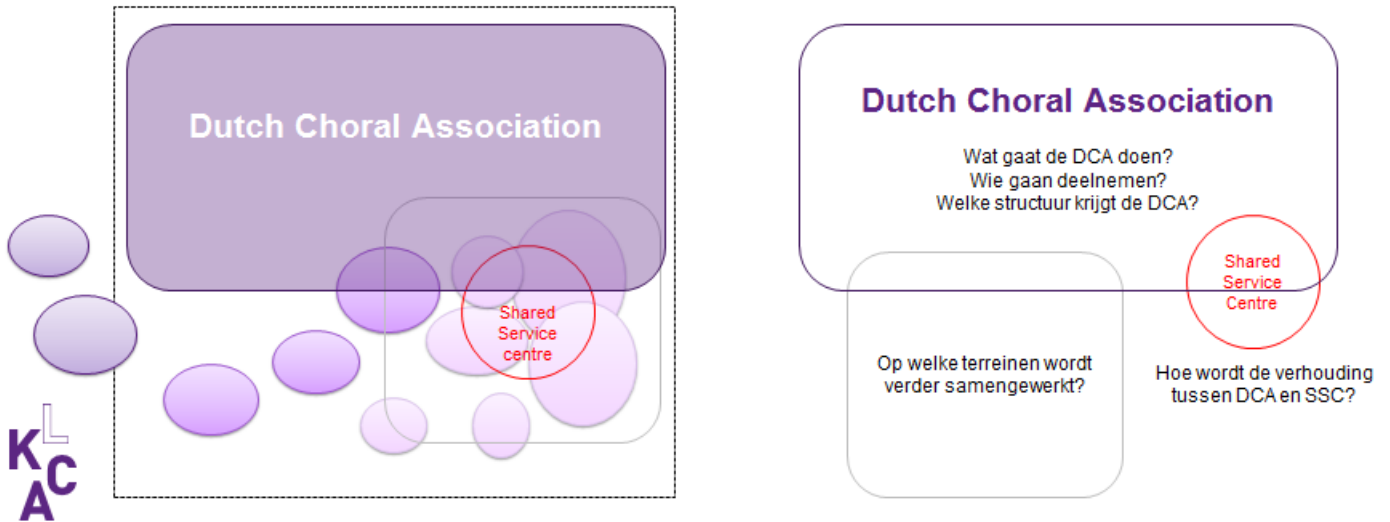 Dutch Choral Association
Shared
Service
centre
L
K
C
A
Dutch Choral Association
Wat gaat de DCA doen?
Wie gaan deelnemen?
Welke structuur krijgt de DCA?
Shared
Service
Centre
Op welke terreinen wordt
verder samengewerkt?
Hoe wordt de verhouding
tussen DCA en SSC?